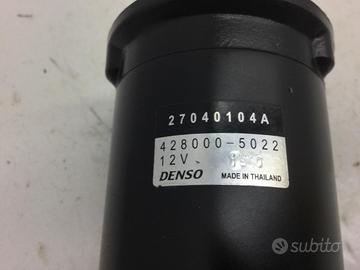 27040104A
428000-5022
12V
DENSO MADE IN THAILAND
subito